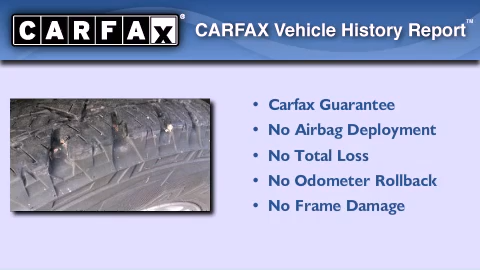 CARFAX® CARFAX Vehicle History Report™
• Carfax Guarantee
• No Airbag Deployment
• No Total Loss
• No Odometer Rollback
• No Frame Damage